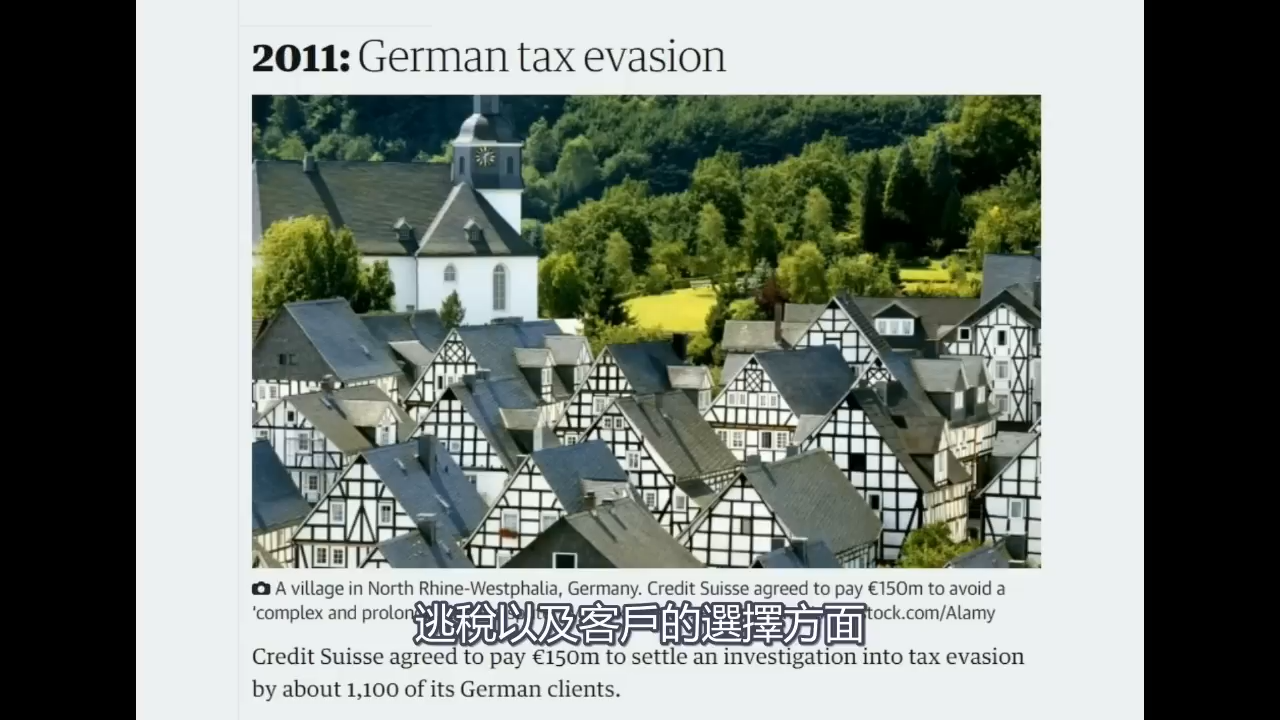 2011: German tax evasion
A village in North Rhine-Westphalia, Germany. Credit Suisse agreed to pay €150m to avoid a
'complex and prolon tock.com/Alamy
逃稅以及客戶的選擇方面
Credit Suisse agreed to pay €150m to settle an investigation into tax evasion
by about 1,100 of its German clients.